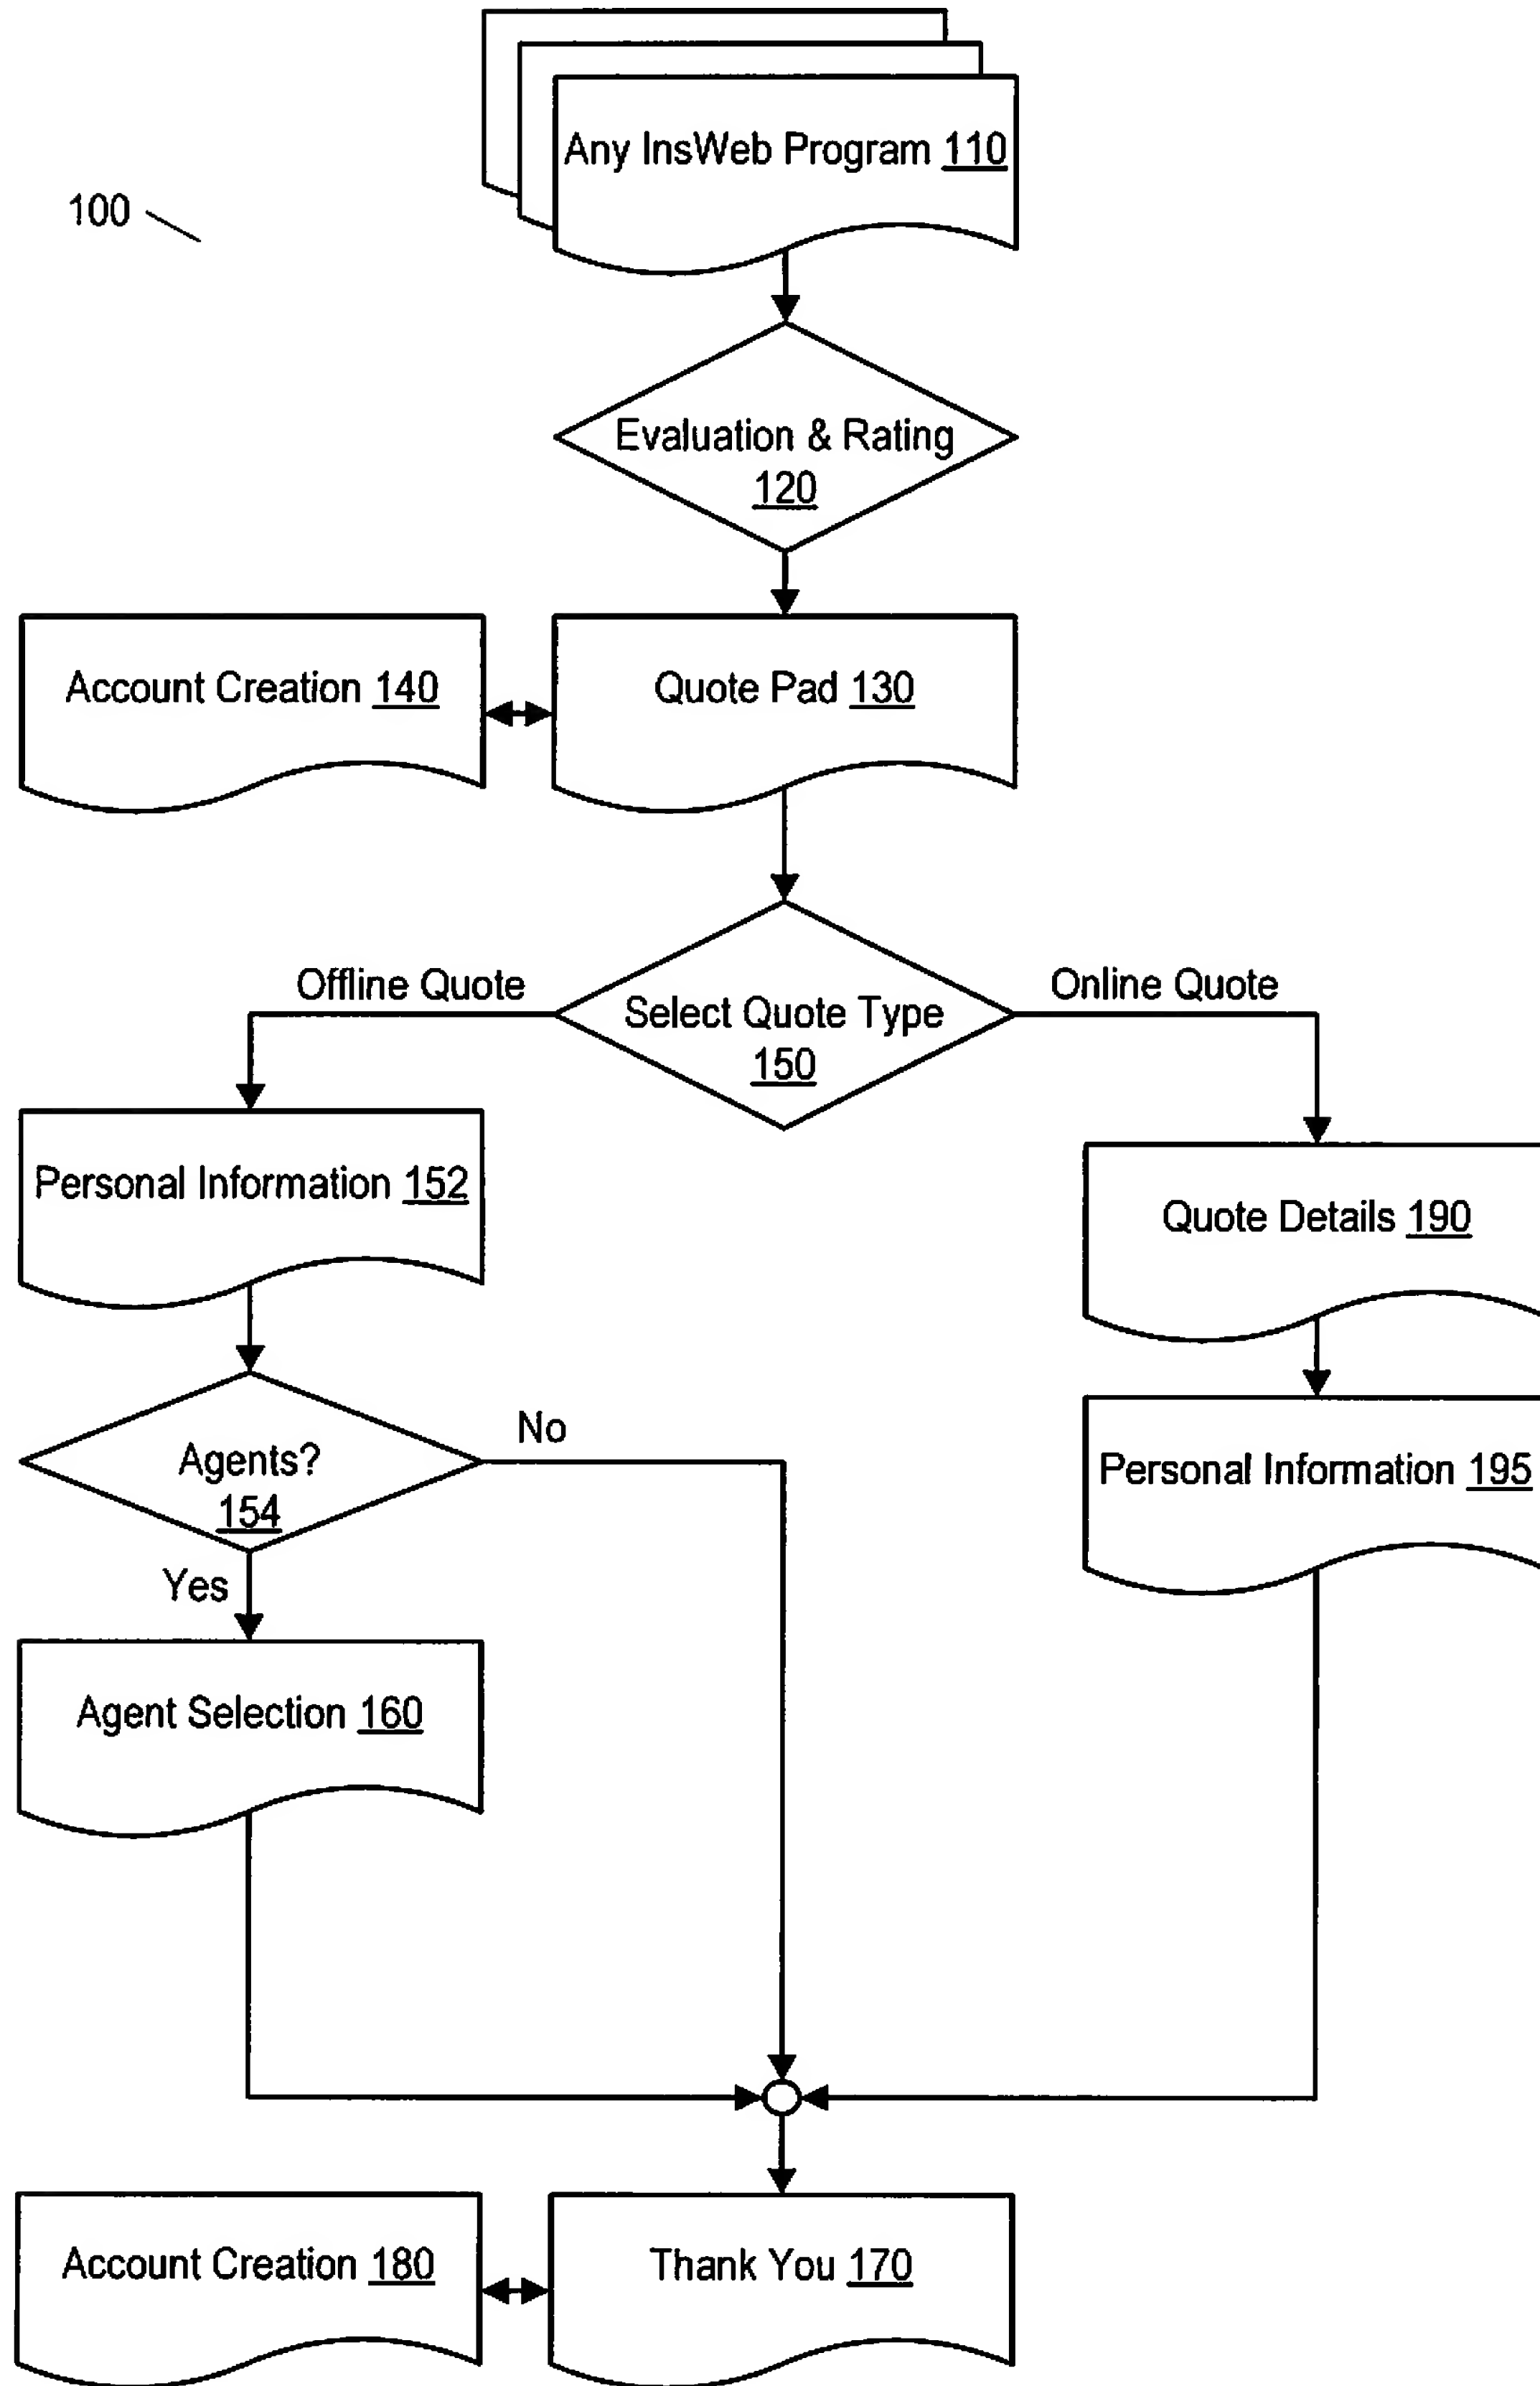 Any InsWeb Program 110
100
Evaluation & Rating
120
Account Creation 140
Quote Pad 130
Offline Quote
Online Quote
Select Quote Type
150
Personal Information 152
Quote Details 190
No
Agents?
154
Personal Information 195
Yes
Agent Selection 160
Account Creation 180
Thank You 170